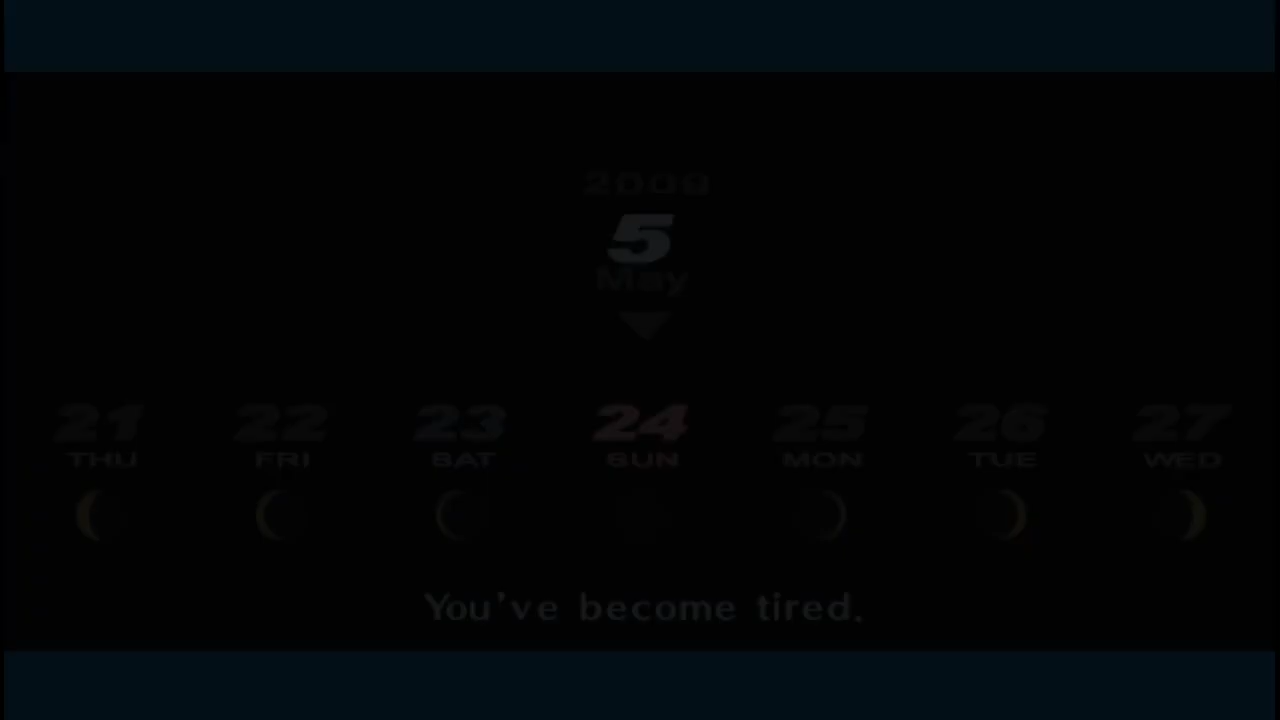 2009
5
May
21 22 23 24 25 26 27
THU FRI SAT SUN MON TUE WED
You've become tired.